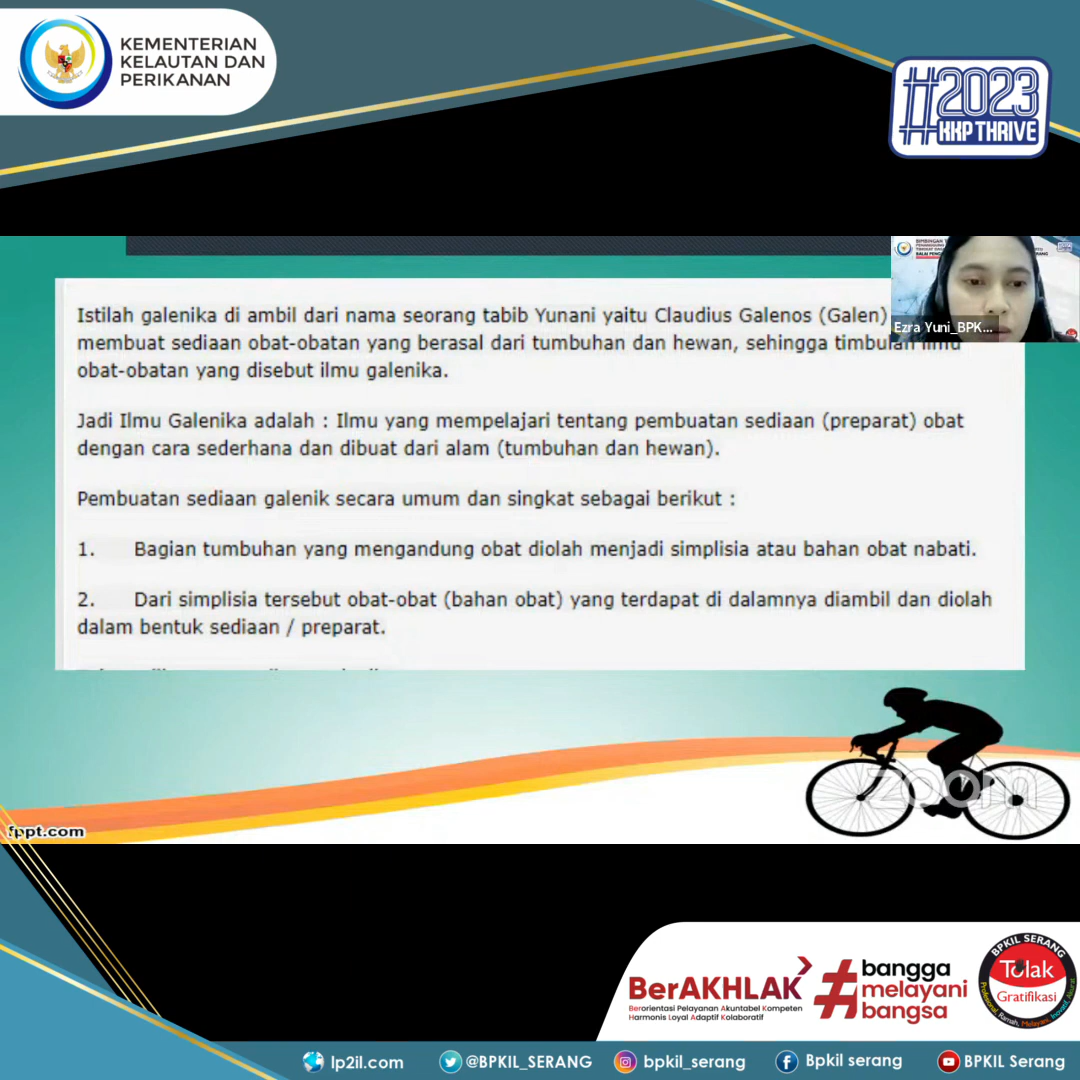 KEMENTERIAN
KELAUTAN DAN
PERIKANAN
#2023
KKP THRIVE
Ezra Yuni_BPK...
Istilah galenika di ambil dari nama seorang tabib Yunani yaitu Claudius Galenos (Galen)
membuat sediaan obat-obatan yang berasal dari tumbuhan dan hewan, sehingga timbulah ilmu
obat-obatan yang disebut ilmu galenika.
Jadi Ilmu Galenika adalah : Ilmu yang mempelajari tentang pembuatan sediaan (preparat) obat
dengan cara sederhana dan dibuat dari alam (tumbuhan dan hewan).
Pembuatan sediaan galenik secara umum dan singkat sebagai berikut :
1. Bagian tumbuhan yang mengandung obat diolah menjadi simplisia atau bahan obat nabati.
2. Dari simplisia tersebut obat-obat (bahan obat) yang terdapat di dalamnya diambil dan diolah
dalam bentuk sediaan / preparat.
zoom
fppt.com
BerAKHLAK
Berorientasi Pelayanan Akuntabel Kompeten
Harmonis Loyal Adaptif Kolaboratif
#bangga
melayani
bangsa
BPKIL SERANG
Tolak
Gratifikasi
Profesional, Ramah, Melayani, Inovatif, Akurat
lp2il.com
@BPKIL_SERANG
bpkil_serang
Bpkil serang
BPKIL Serang